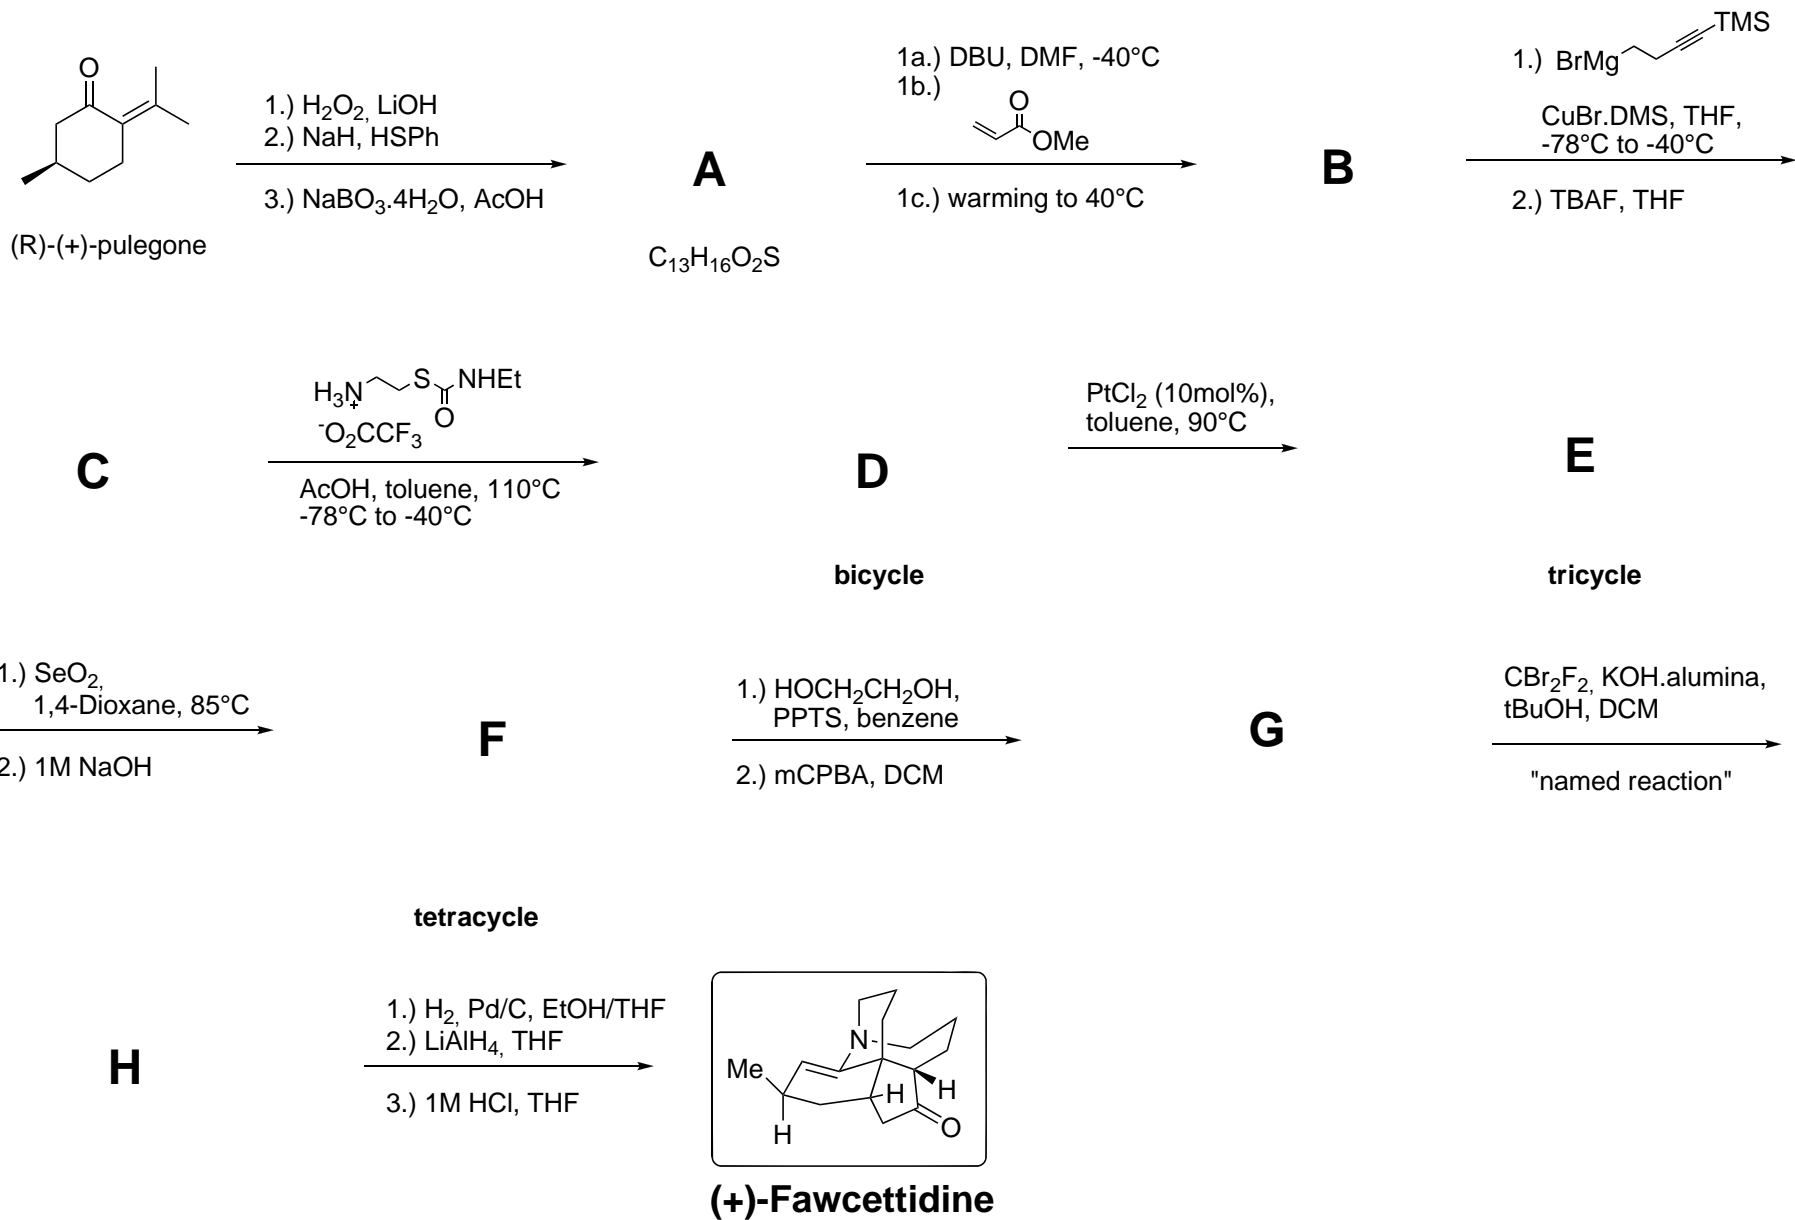 O
(R)-(+)-pulegone
1.) H2O2, LiOH
2.) NaH, HSPh
3.) NaBO3.4H2O, AcOH
A
C13H16O2S
1a.) DBU, DMF, -40°C
1b.)
O
OMe
1c.) warming to 40°C
B
TMS
1.) BrMg
CuBr.DMS, THF,
-78°C to -40°C
2.) TBAF, THF
C
H3N+ S NHEt
O
-O2CCF3
AcOH, toluene, 110°C
-78°C to -40°C
D
bicycle
PtCl2 (10mol%),
toluene, 90°C
E
tricycle
1.) SeO2,
1,4-Dioxane, 85°C
2.) 1M NaOH
F
tetracycle
1.) HOCH2CH2OH,
PPTS, benzene
2.) mCPBA, DCM
G
CBr2F2, KOH.alumina,
tBuOH, DCM
"named reaction"
H
1.) H2, Pd/C, EtOH/THF
2.) LiAlH4, THF
3.) 1M HCl, THF
N
Me
H
H
H
O
(+)-Fawcettidine